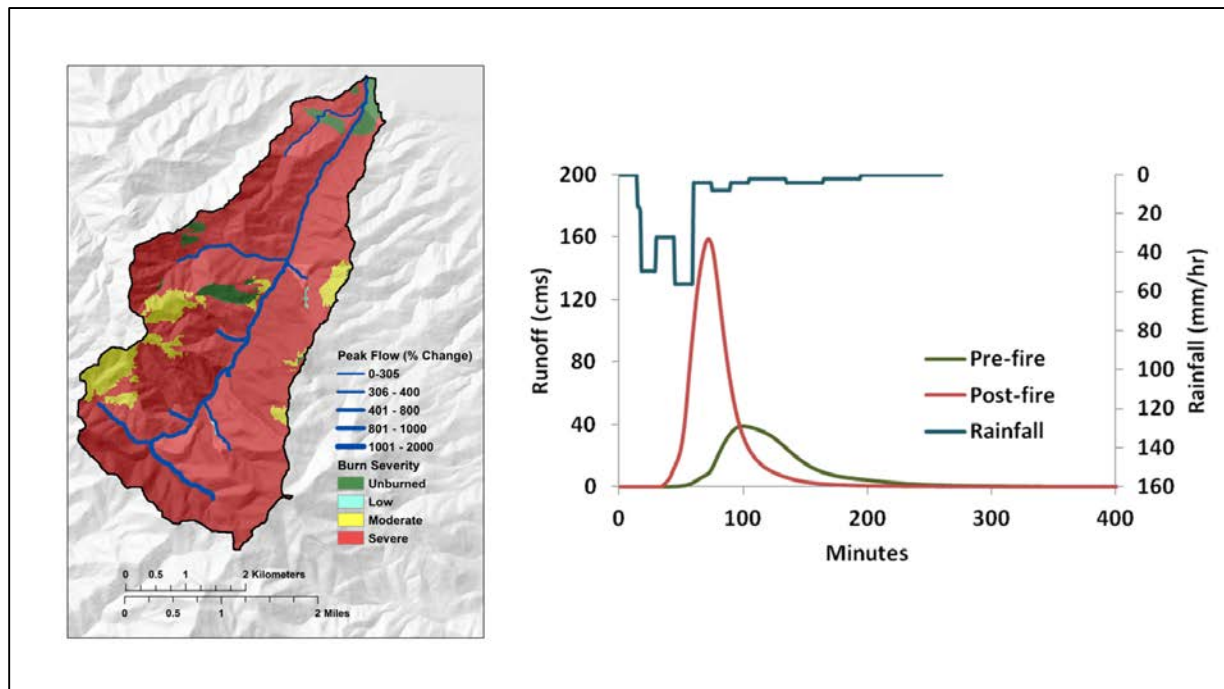 Peak Flow (% Change)
0-305
306 - 400
401 - 800
801 - 1000
1001 - 2000
Burn Severity
Unburned
Low
Moderate
Severe
0 0.5 1 2 Kilometers
0 0.5 1 2 Miles
200
160
120
80
40
0
Runoff (cms)
0
20
40
60
80
100
120
140
160
Rainfall (mm/hr)
Pre-fire
Post-fire
Rainfall
0 100 200 300 400
Minutes